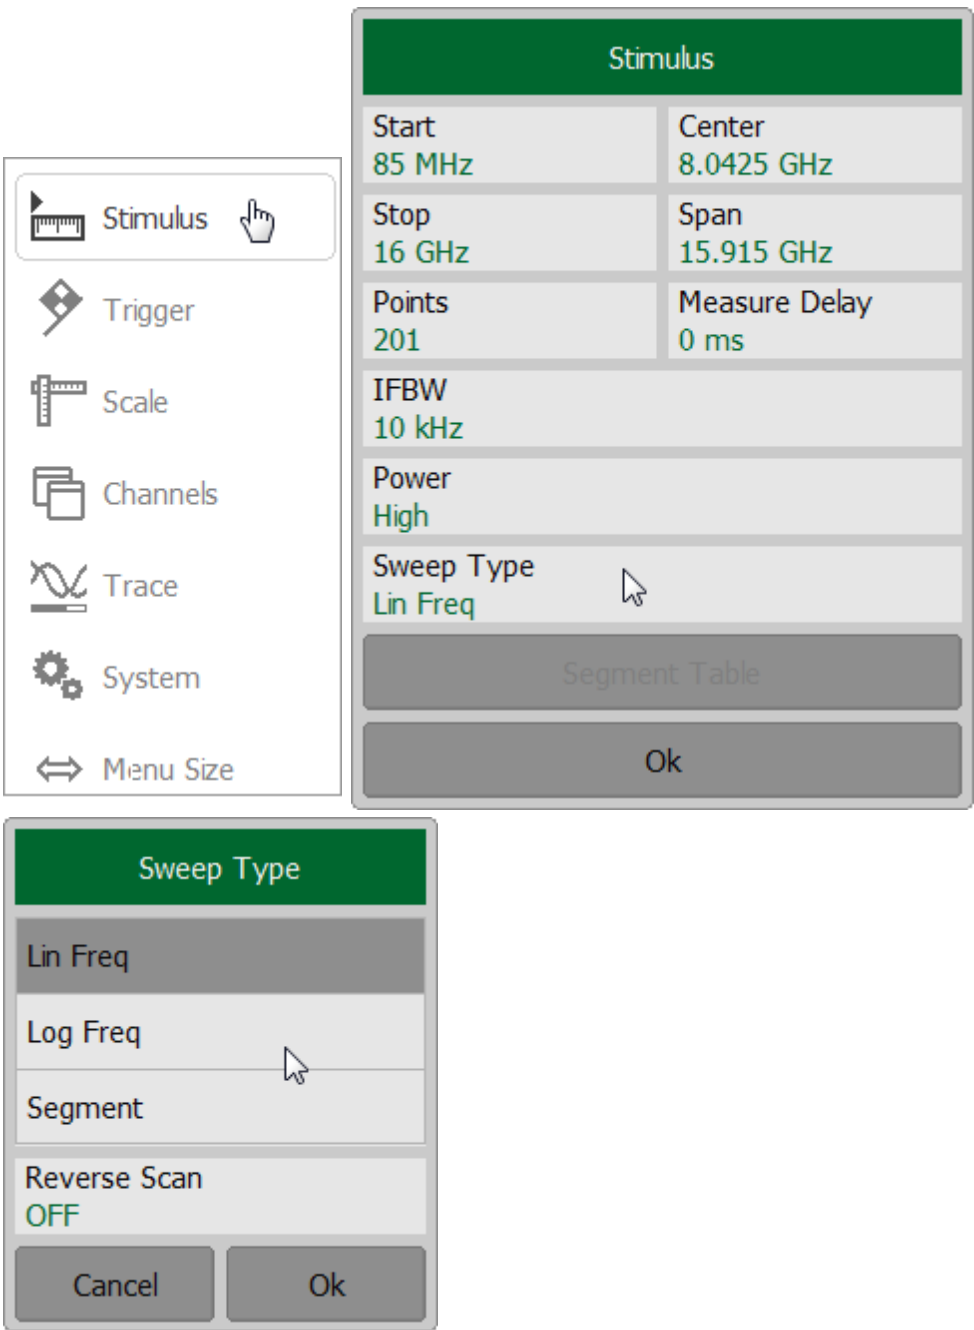 Stimulus
Trigger
Scale
Channels
Trace
System
Menu Size
Stimulus
Start
85 MHz
Center
8.0425 GHz
Stop
16 GHz
Span
15.915 GHz
Points
201
Measure Delay
0 ms
IFBW
10 kHz
Power
High
Sweep Type
Lin Freq
Segment Table
Ok
Sweep Type
Lin Freq
Log Freq
Segment
Reverse Scan
OFF
Cancel
Ok